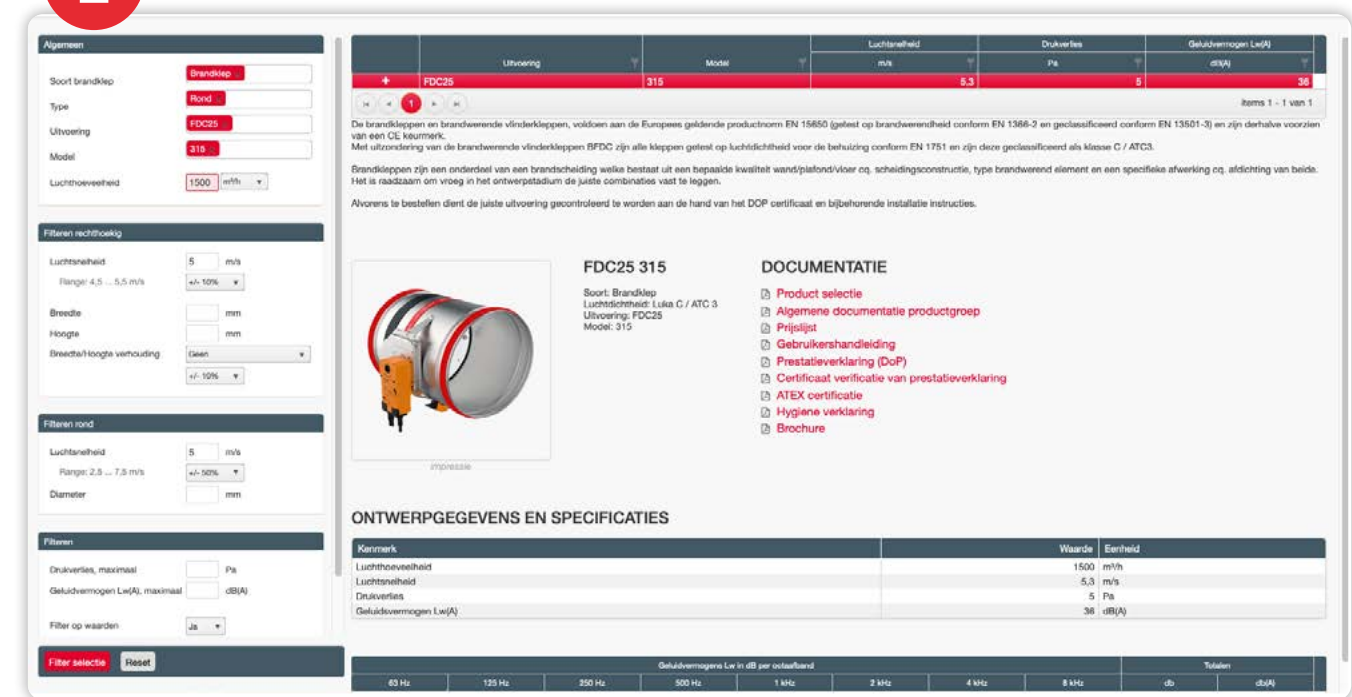 2
Algemeen
Soort brandklep Brandklep
Type Rond
Uitvoering FDC25
Model 315
Luchthoeveelheid 1500 m³/h
Filteren rechthoekig
Luchtsnelheid 5 m/s
Range: 4,5 ... 5,5 m/s +/- 10%
Breedte mm
Hoogte mm
Breedte/Hoogte verhouding Geen
+/- 10%
Filteren rond
Luchtsnelheid 5 m/s
Range: 2,5 ... 7,5 m/s +/- 50%
Diameter mm
Filteren
Drukverlies, maximaal Pa
Geluidvermogen Lw(A), maximaal dB(A)
Filter op waarden Ja
Filter selectie Reset
Luchtsnelheid Drukverlies Geluidvermogen Lw(A)
Uitvoering Model m/s Pa dB(A)
+ FDC25 315 5,3 5 36
1 items 1 - 1 van 1
De brandkleppen en brandwerende vlinderkleppen, voldoen aan de Europees geldende productnorm EN 15650 (getest op brandwerendheid conform EN 1366-2 en geclassificeerd conform EN 13501-3) en zijn derhalve voorzien
van een CE keurmerk.
Met uitzondering van de brandwerende vlinderkleppen BFDC zijn alle kleppen getest op luchtdichtheid voor de behuizing conform EN 1751 en zijn deze geclassificeerd als klasse C / ATC3.
Brandkleppen zijn een onderdeel van een brandscheiding welke bestaat uit een bepaalde kwaliteit wand/plafond/vloer cq. scheidingsconstructie, type brandwerend element en een specifieke afwerking cq. afdichting van beide.
Het is raadzaam om vroeg in het ontwerpstadium de juiste combinaties vast te leggen.
Alvorens te bestellen dient de juiste uitvoering gecontroleerd te worden aan de hand van het DOP certificaat en bijbehorende installatie instructies.
impressie
FDC25 315
Soort: Brandklep
Luchtdichtheid: Luka C / ATC 3
Uitvoering: FDC25
Model: 315
DOCUMENTATIE
Product selectie
Algemene documentatie productgroep
Prijslijst
Gebruikershandleiding
Prestatieverklaring (DoP)
Certificaat verificatie van prestatieverklaring
ATEX certificatie
Hygiene verklaring
Brochure
ONTWERPGEGEVENS EN SPECIFICATIES
Kenmerk Waarde Eenheid
Luchthoeveelheid 1500 m³/h
Luchtsnelheid 5,3 m/s
Drukverlies 5 Pa
Geluidsvermogen Lw(A) 36 dB(A)
Geluidvermogens Lw in dB per octaafband Totalen
63 Hz 125 Hz 250 Hz 500 Hz 1 kHz 2 kHz 4 kHz 8 kHz db db(A)